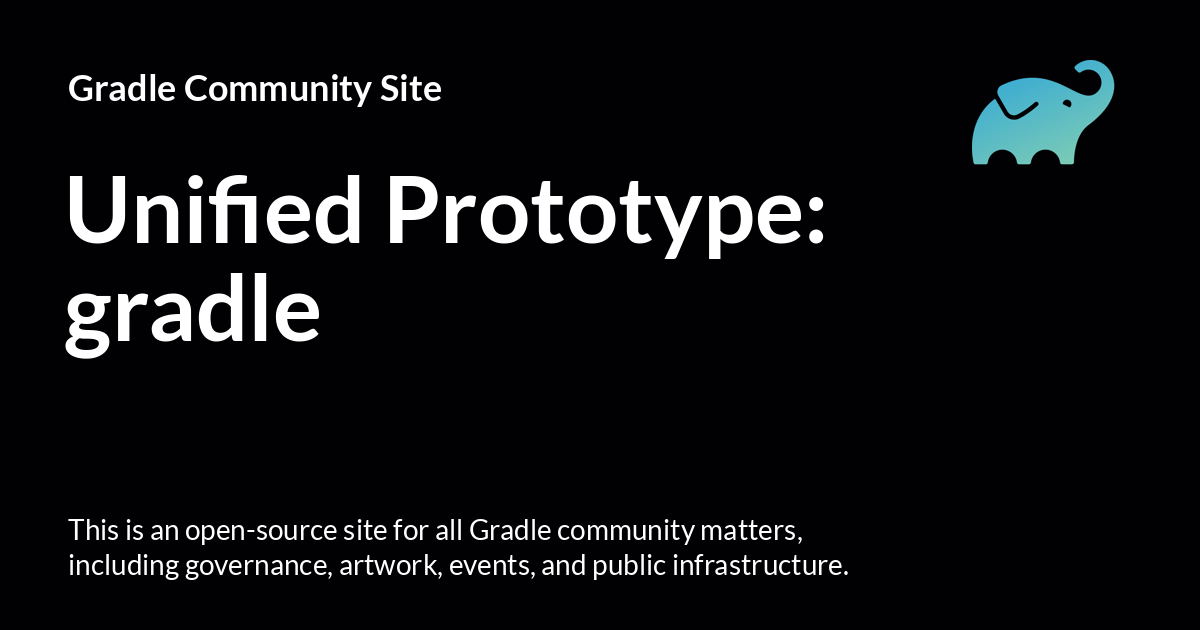 Gradle Community Site
Unified Prototype:
gradle
This is an open-source site for all Gradle community matters,
including governance, artwork, events, and public infrastructure.